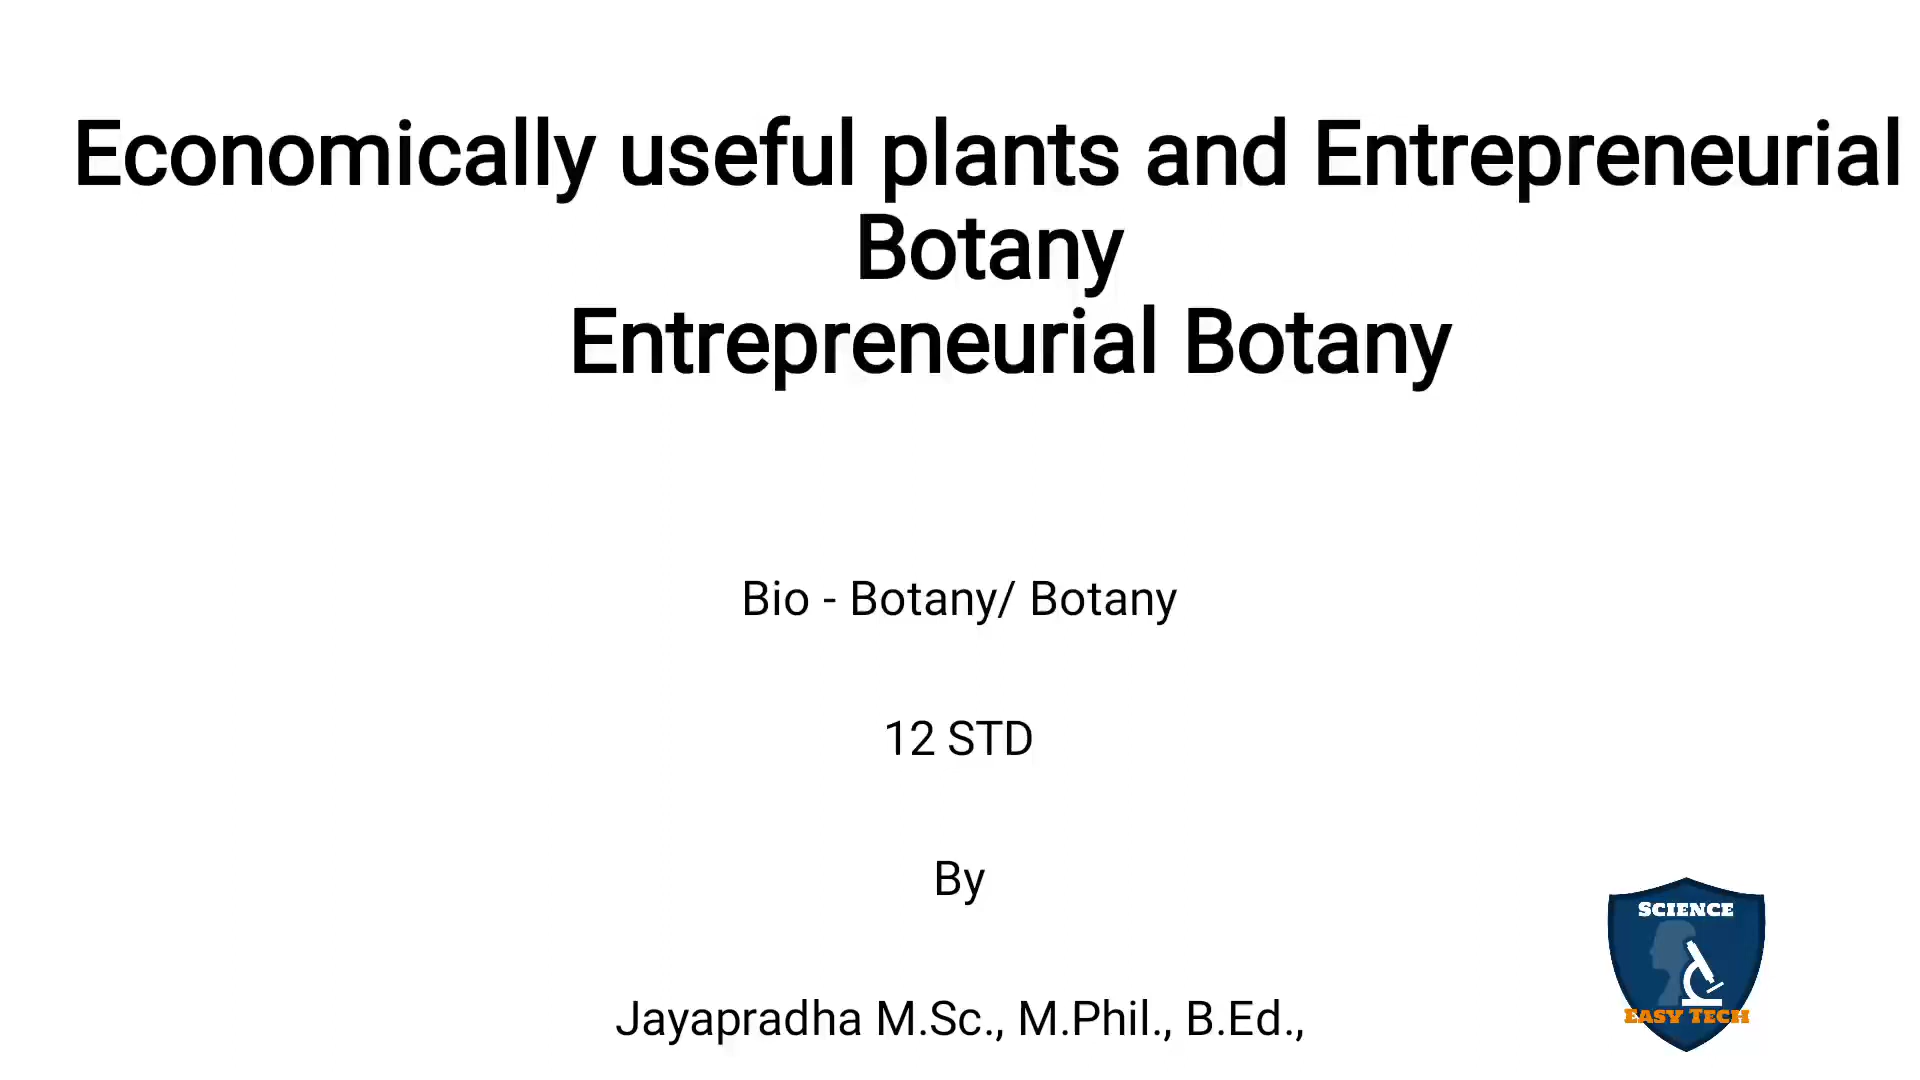 Economically useful plants and Entrepreneurial
Botany
Entrepreneurial Botany
Bio - Botany/ Botany
12 STD
By
Jayapradha M.Sc., M.Phil., B.Ed.,
SCIENCE
EASY TECH